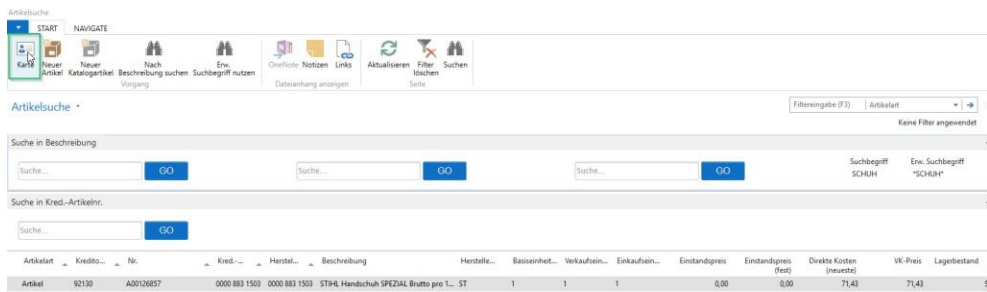 Artikelsuche
START NAVIGATE
Karte Neuer Artikel Neuer Katalogartikel Nach Beschreibung suchen Erw. Suchbegriff nutzen OneNote Notizen Links Aktualisieren Filter löschen Suchen
Vorgang Dateianhang anzeigen Seite
Artikelsuche Filtereingabe (F3) Artikelart
Keine Filter angewendet
Suche in Beschreibung
Suchbegriff Erw. Suchbegriff
Suche... GO Suche... GO Suche... GO SCHUH *SCHUH*
Suche in Kred.-Artikelnr.
Suche... GO
Artikelart Kredito... Nr. Kred.-... Herstel... Beschreibung Herstelle... Basiseinheit... Verkaufsein... Einkaufsein... Einstandspreis Einstandspreis (fest) Direkte Kosten (neueste) VK-Preis Lagerbestand
Artikel 92130 A00126857 0000 883 1503 0000 883 1503 STIHL Handschuh SPEZIAL Brutto pro 1... ST 1 1 1 0,00 0,00 71,43 71,43